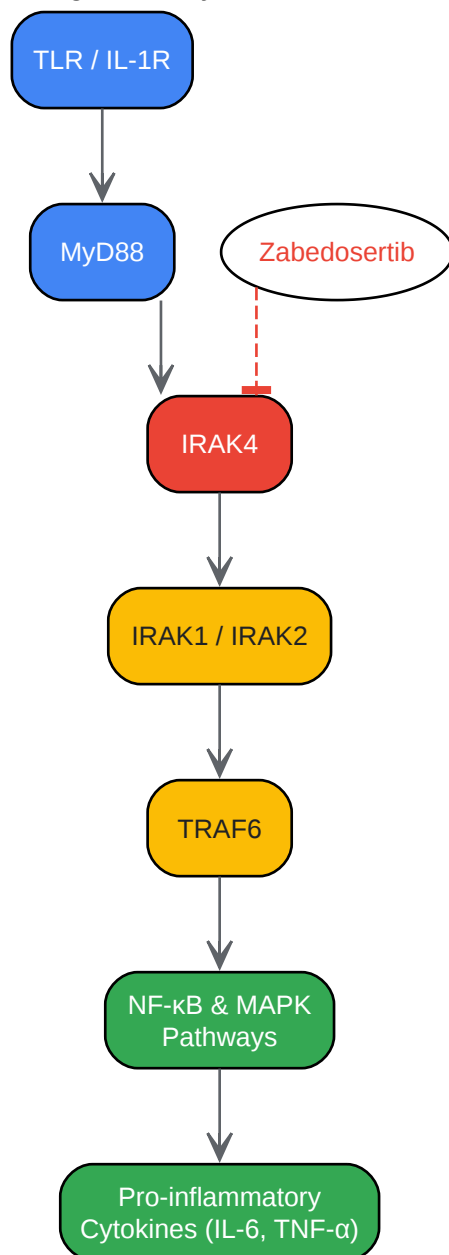 TLR / IL-1R
MyD88
Zabedosertib
IRAK4
IRAK1 / IRAK2
TRAF6
NF-κB & MAPK
Pathways
Pro-inflammatory
Cytokines (IL-6, TNF-α)